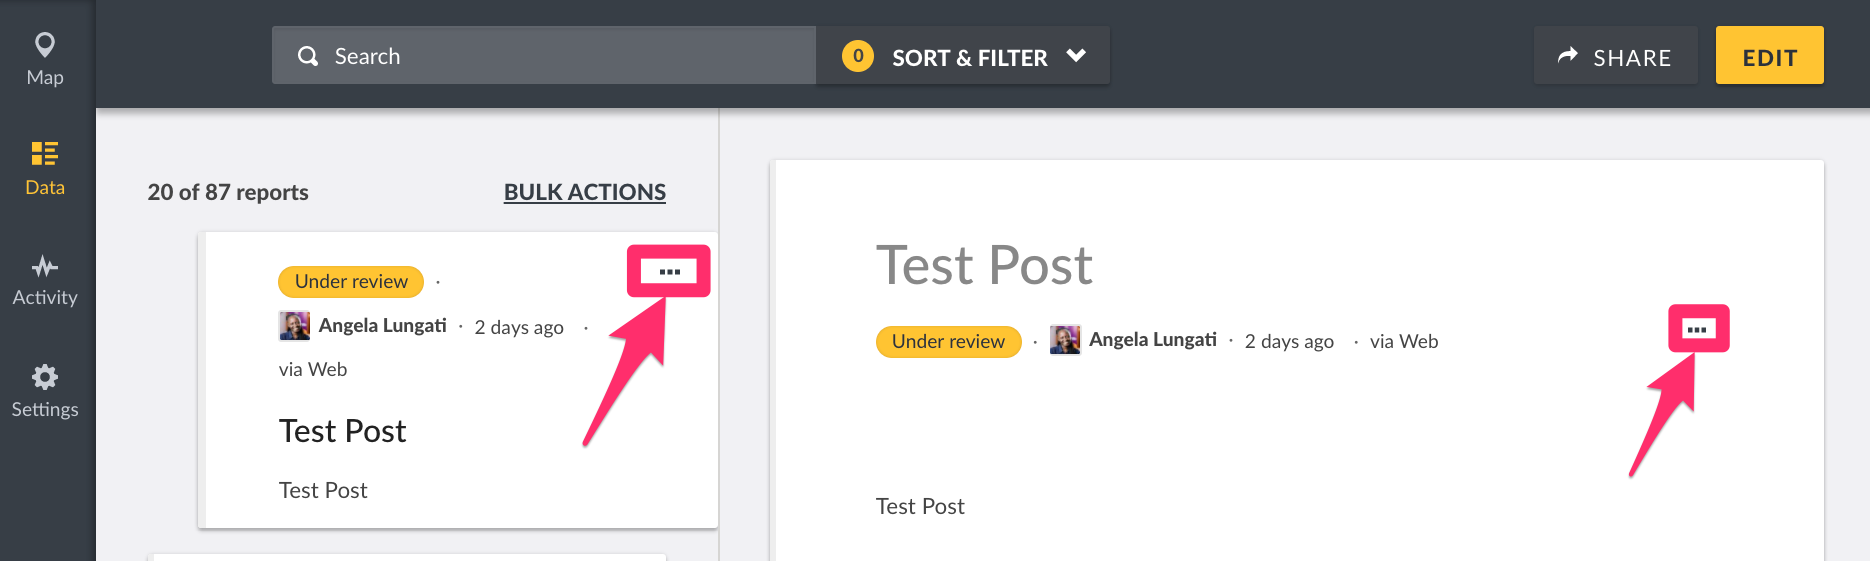 Map
Data
Activity
Settings
Search
0 SORT & FILTER
SHARE
EDIT
20 of 87 reports
BULK ACTIONS
Under review ·
...
Angela Lungati · 2 days ago ·
via Web
Test Post
Test Post
Test Post
Under review · Angela Lungati · 2 days ago · via Web
...
Test Post